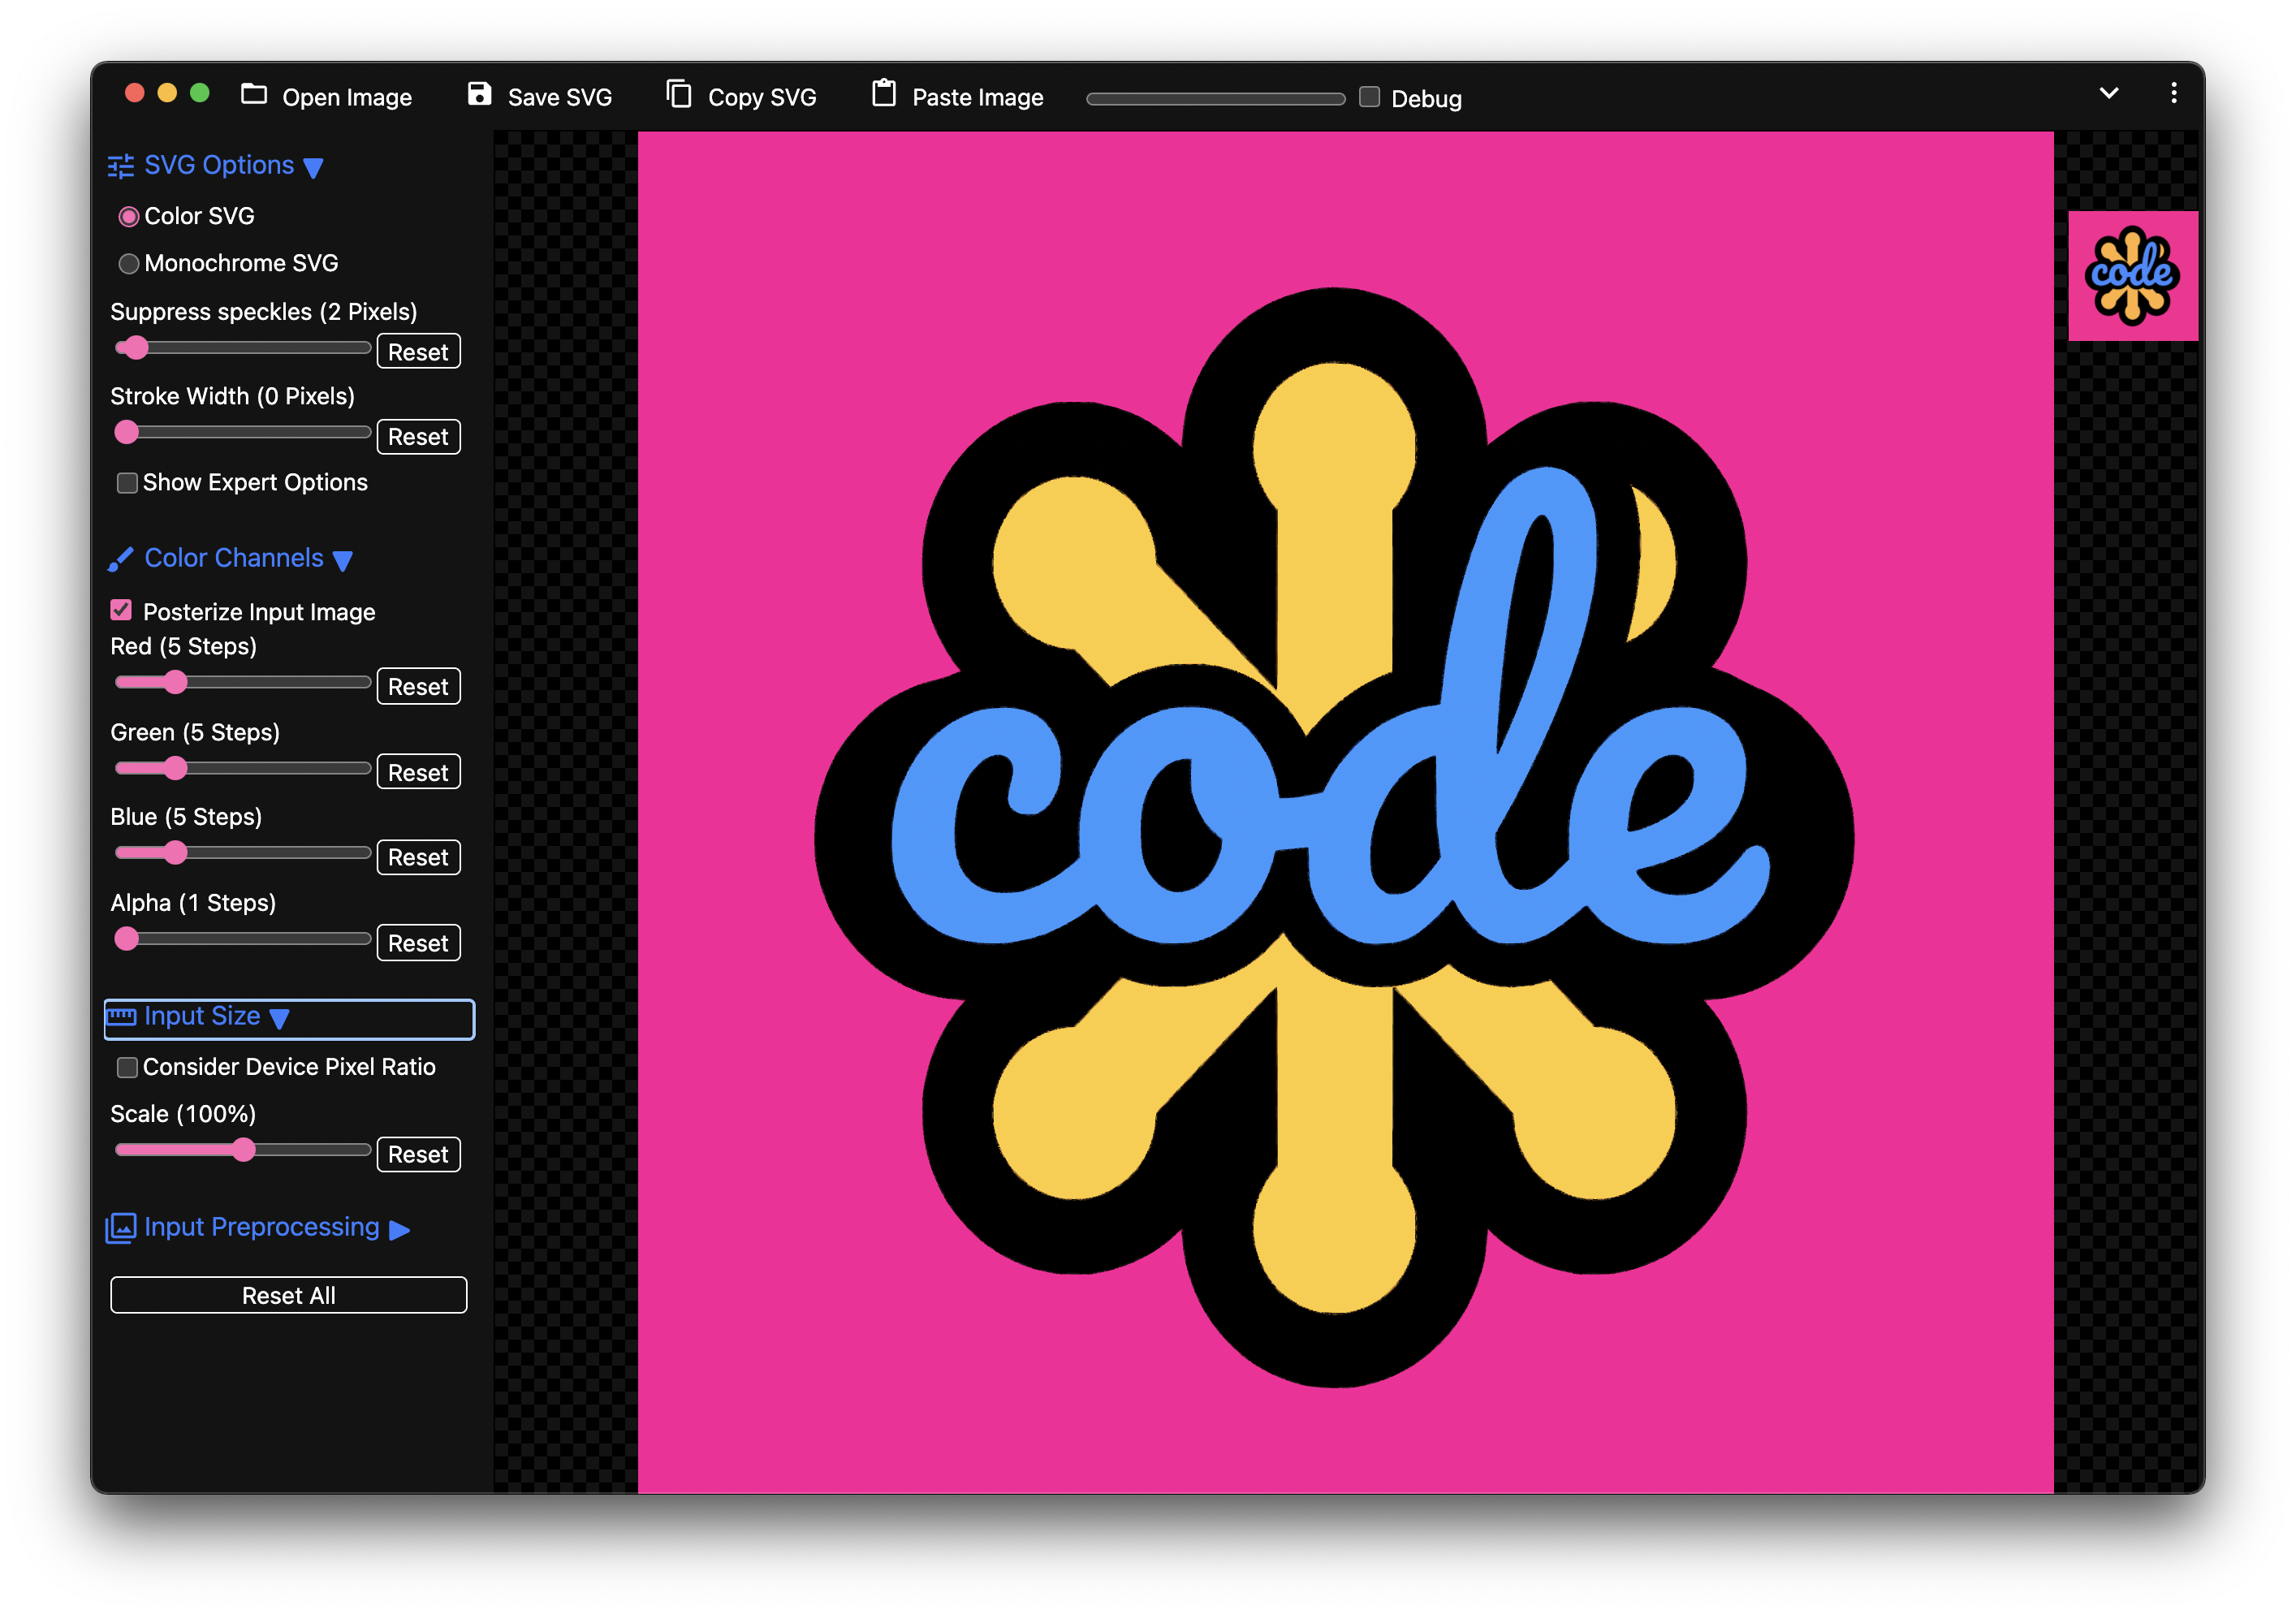 Open Image
Save SVG
Copy SVG
Paste Image
Debug
SVG Options
Color SVG
Monochrome SVG
Suppress speckles (2 Pixels)
Reset
Stroke Width (0 Pixels)
Reset
Show Expert Options
Color Channels
Posterize Input Image
Red (5 Steps)
Reset
Green (5 Steps)
Reset
Blue (5 Steps)
Reset
Alpha (1 Steps)
Reset
Input Size
Consider Device Pixel Ratio
Scale (100%)
Reset
Input Preprocessing
Reset All
code
code